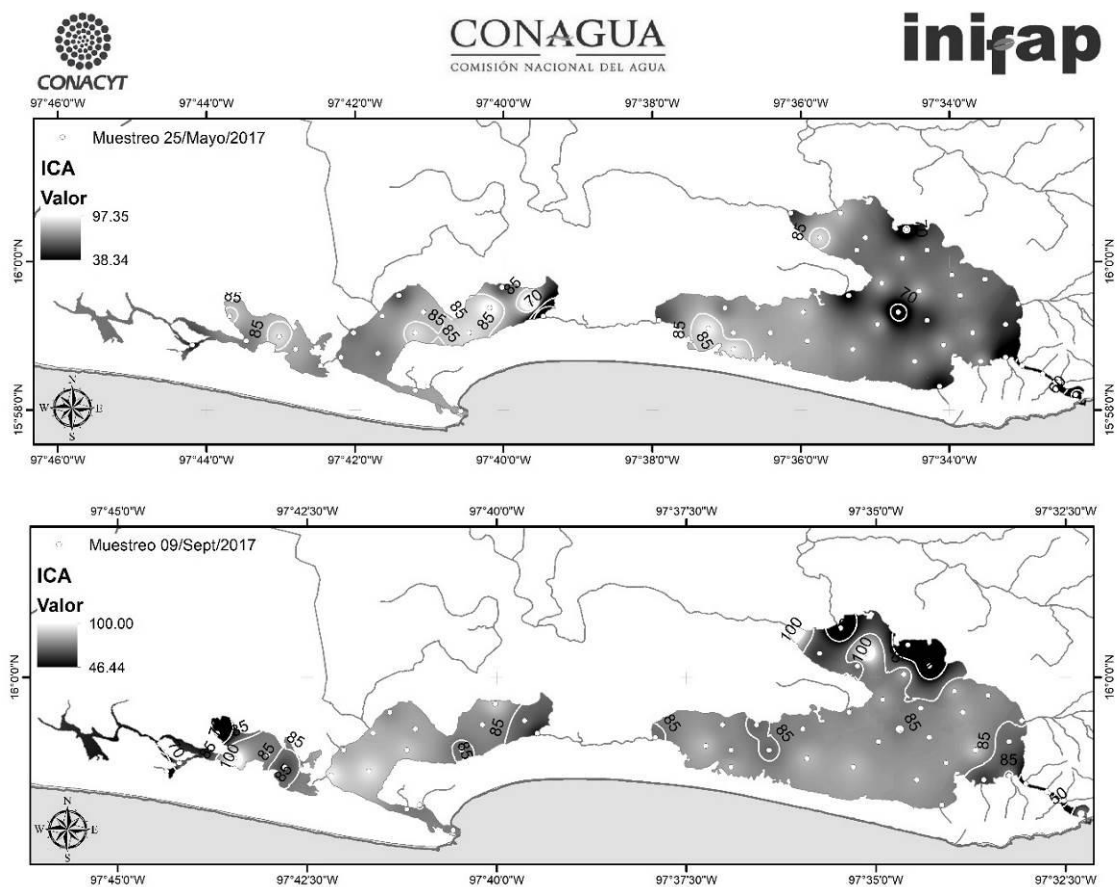 CONACYT
CONAGUA
COMISIÓN NACIONAL DEL AGUA
inifap
97°46'0"W 97°44'0"W 97°42'0"W 97°40'0"W 97°38'0"W 97°36'0"W 97°34'0"W
Muestreo 25/Mayo/2017
ICA
Valor
97.35
38.34
16°0'0"N
15°58'0"N
16°0'0"N
15°58'0"N
85
85
85
85
85
85
85
70
85
85
70
70
60
N
W E
S
97°46'0"W 97°44'0"W 97°42'0"W 97°40'0"W 97°38'0"W 97°36'0"W 97°34'0"W
97°45'0"W 97°42'30"W 97°40'0"W 97°37'30"W 97°35'0"W 97°32'30"W
Muestreo 09/Sept/2017
ICA
Valor
100.00
46.44
16°0'0"N
16°0'0"N
100
100
70
85
100
85
85
85
85
85
85
85
85
85
50
N
W E
S
97°45'0"W 97°42'30"W 97°40'0"W 97°37'30"W 97°35'0"W 97°32'30"W